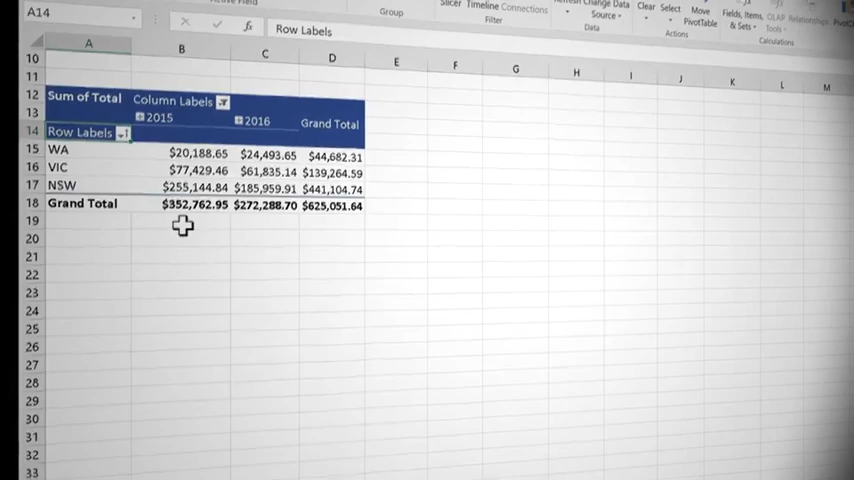 Active Field
Group
Slicer Timeline Connections
Filter
Refresh Change Data
Source
Data
Clear Select Move
PivotTable
Actions
Fields, Items, OLAP Relationships
& Sets Tools
Calculations
A14 fx Row Labels
A B C D E F G H I J K L M
10
11
12 Sum of Total Column Labels
13 2015 2016 Grand Total
14 Row Labels
15 WA $20,188.65 $24,493.65 $44,682.31
16 VIC $77,429.46 $61,835.14 $139,264.59
17 NSW $255,144.84 $185,959.91 $441,104.74
18 Grand Total $352,762.95 $272,288.70 $625,051.64
19
20
21
22
23
24
25
26
27
28
29
30
31
32
33